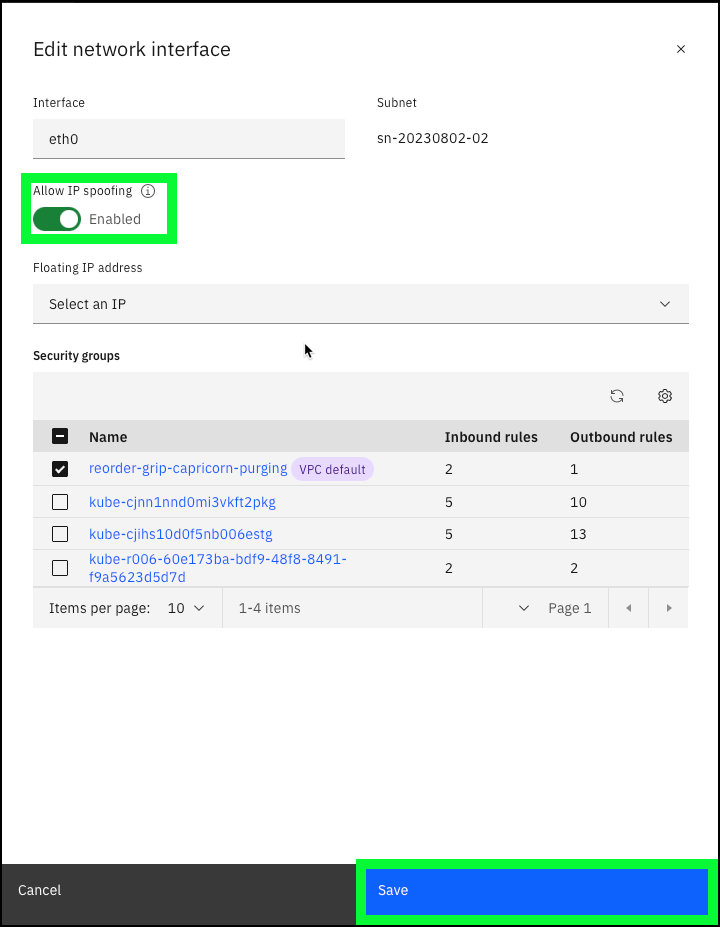 Edit network interface
Interface
Subnet
eth0
sn-20230802-02
Allow IP spoofing
Enabled
Floating IP address
Select an IP
Security groups
Name Inbound rules Outbound rules
reorder-grip-capricorn-purging VPC default 2 1
kube-cjnn1nnd0mi3vkft2pkg 5 10
kube-cjihs10d0f5nb006estg 5 13
kube-r006-60e173ba-bdf9-48f8-8491-
f9a5623d5d7d 2 2
Items per page: 10 1-4 items Page 1
Cancel
Save